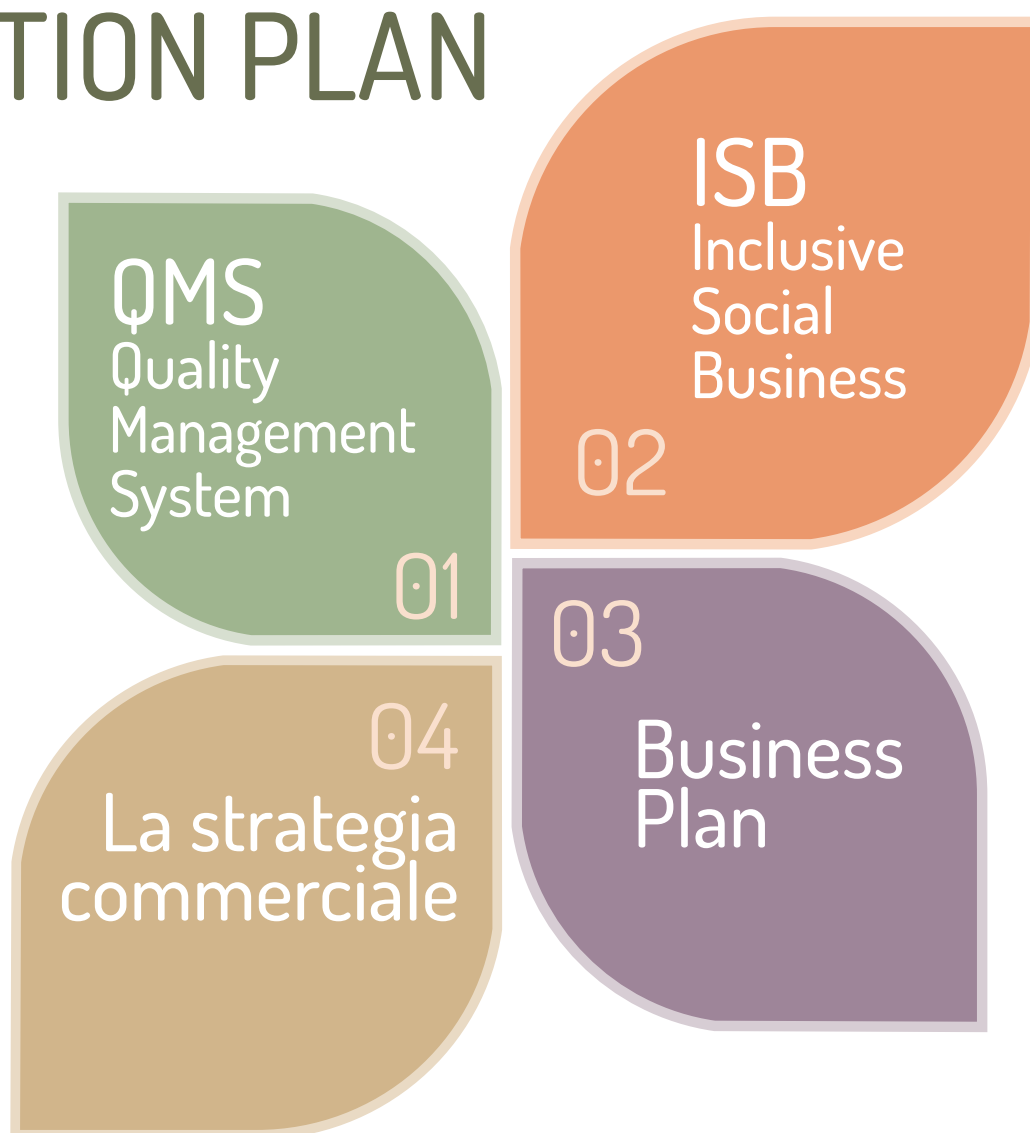 TION PLAN
QMS
Quality
Management
System
01
ISB
Inclusive
Social
Business
02
03
Business
Plan
04
La strategia
commerciale